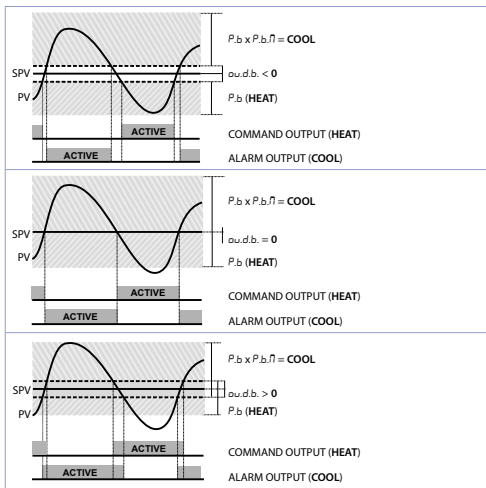 P.b x P.b.M = COOL
SPV
ou.d.b. < 0
PV
P.b (HEAT)
ACTIVE
COMMAND OUTPUT (HEAT)
ACTIVE
ALARM OUTPUT (COOL)
P.b x P.b.M = COOL
SPV
ou.d.b. = 0
PV
P.b (HEAT)
ACTIVE
COMMAND OUTPUT (HEAT)
ACTIVE
ALARM OUTPUT (COOL)
P.b x P.b.M = COOL
SPV
ou.d.b. > 0
PV
P.b (HEAT)
ACTIVE
COMMAND OUTPUT (HEAT)
ACTIVE
ALARM OUTPUT (COOL)